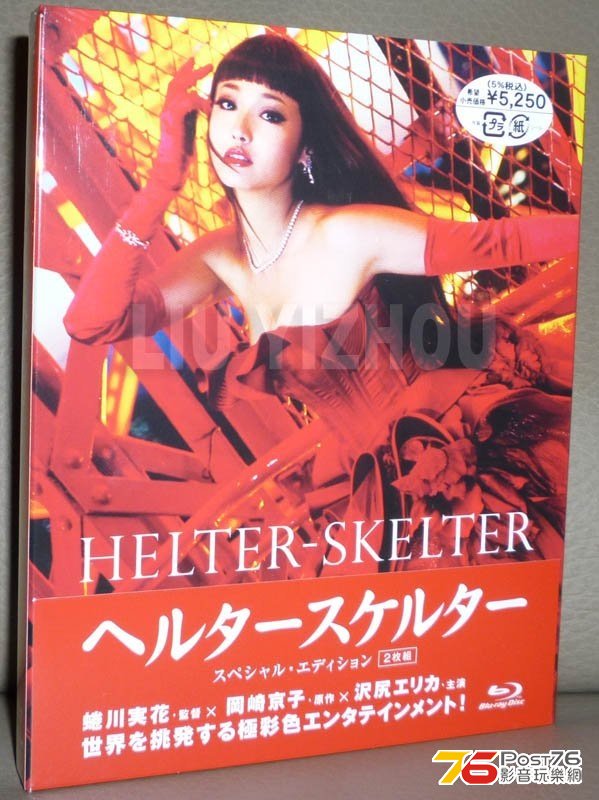 (5%税込)
希望
小売価格 ¥5,250
プラ
紙
LIU YIZHOU
HELTER-SKELTER
ヘルタースケルター
スペシャル・エディション 2枚組
蜷川実花・監督 × 岡崎京子・原作 × 沢尻エリカ・主演
世界を挑発する極彩色エンタテインメント!
Blu-ray Disc
76 Post76
影音玩樂網